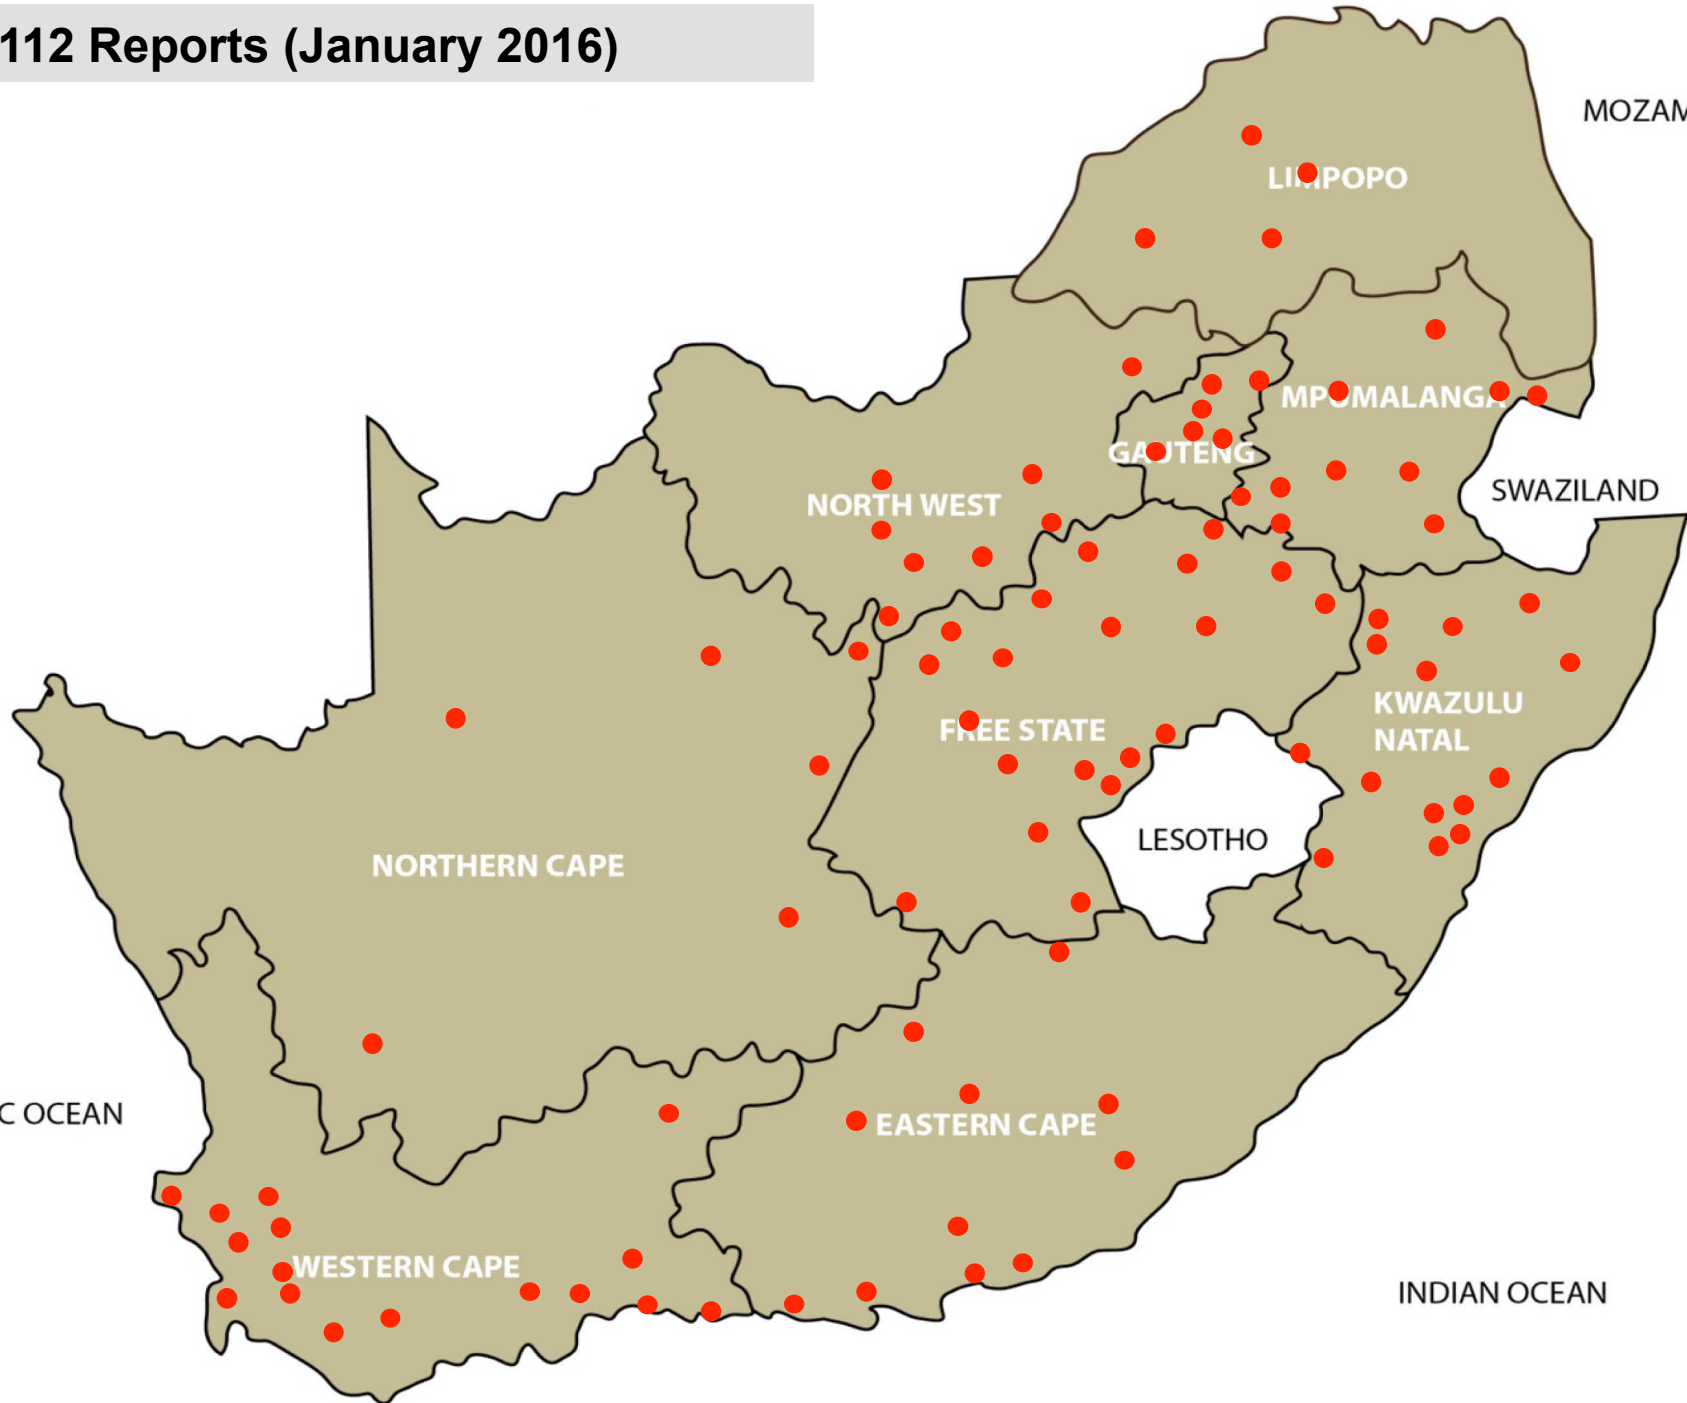 112 Reports (January 2016)
MOZAM
LIMPOPO
MPUMALANGA
GAUTENG
SWAZILAND
NORTH WEST
KWAZULU
NATAL
FREE STATE
LESOTHO
NORTHERN CAPE
C OCEAN
EASTERN CAPE
WESTERN CAPE
INDIAN OCEAN